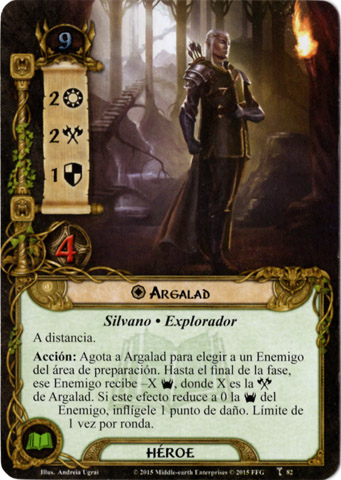 9
2
2
1
4
ARGALAD
Silvano • Explorador
A distancia.
Acción: Agota a Argalad para elegir a un Enemigo
del área de preparación. Hasta el final de la fase,
ese Enemigo recibe –X , donde X es la
de Argalad. Si este efecto reduce a 0 la del
Enemigo, inflígele 1 punto de daño. Límite de
1 vez por ronda.
HÉROE
Illus. Andreia Ugrai
© 2015 Middle-earth Enterprises © 2015 FFG
82